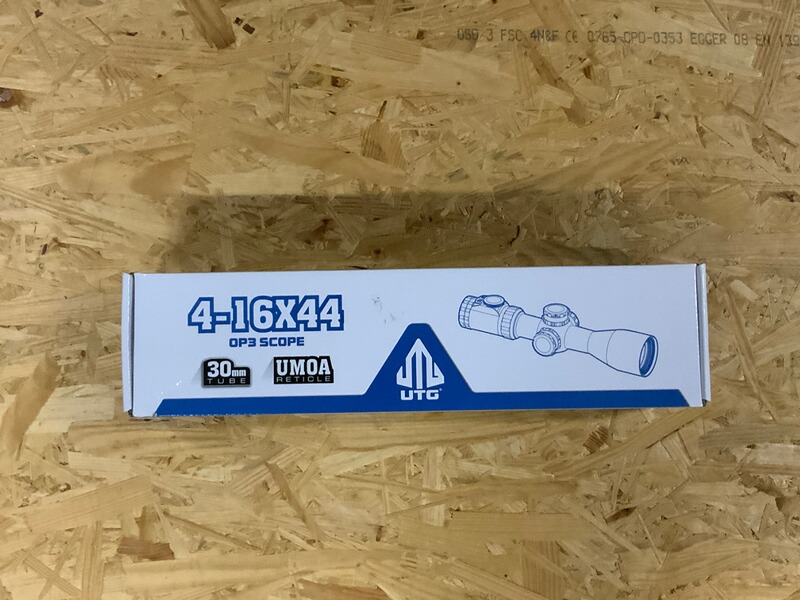 OSB 3 FSC 4N&F CE 0765-CPD-0353 EGGER 08 EN 139
4-16X44
OP3 SCOPE
30mm
TUBE
UMOA
RETICLE
UTG